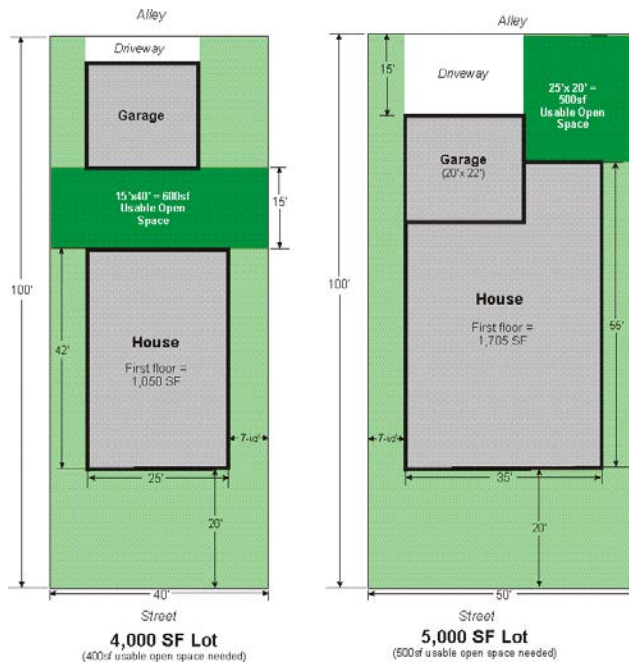 Alley
Driveway
Garage
15'x40' = 600sf
Usable Open
Space
15'
100'
42'
House
First floor =
1,050 SF
7-1/2'
25'
20'
40'
Street
4,000 SF Lot
(400sf usable open space needed)
Alley
15'
Driveway
25'x 20' =
500sf
Usable Open
Space
Garage
(20'x 22')
100'
House
First floor =
1,705 SF
55'
7-1/2'
35'
20'
50'
Street
5,000 SF Lot
(500sf usable open space needed)